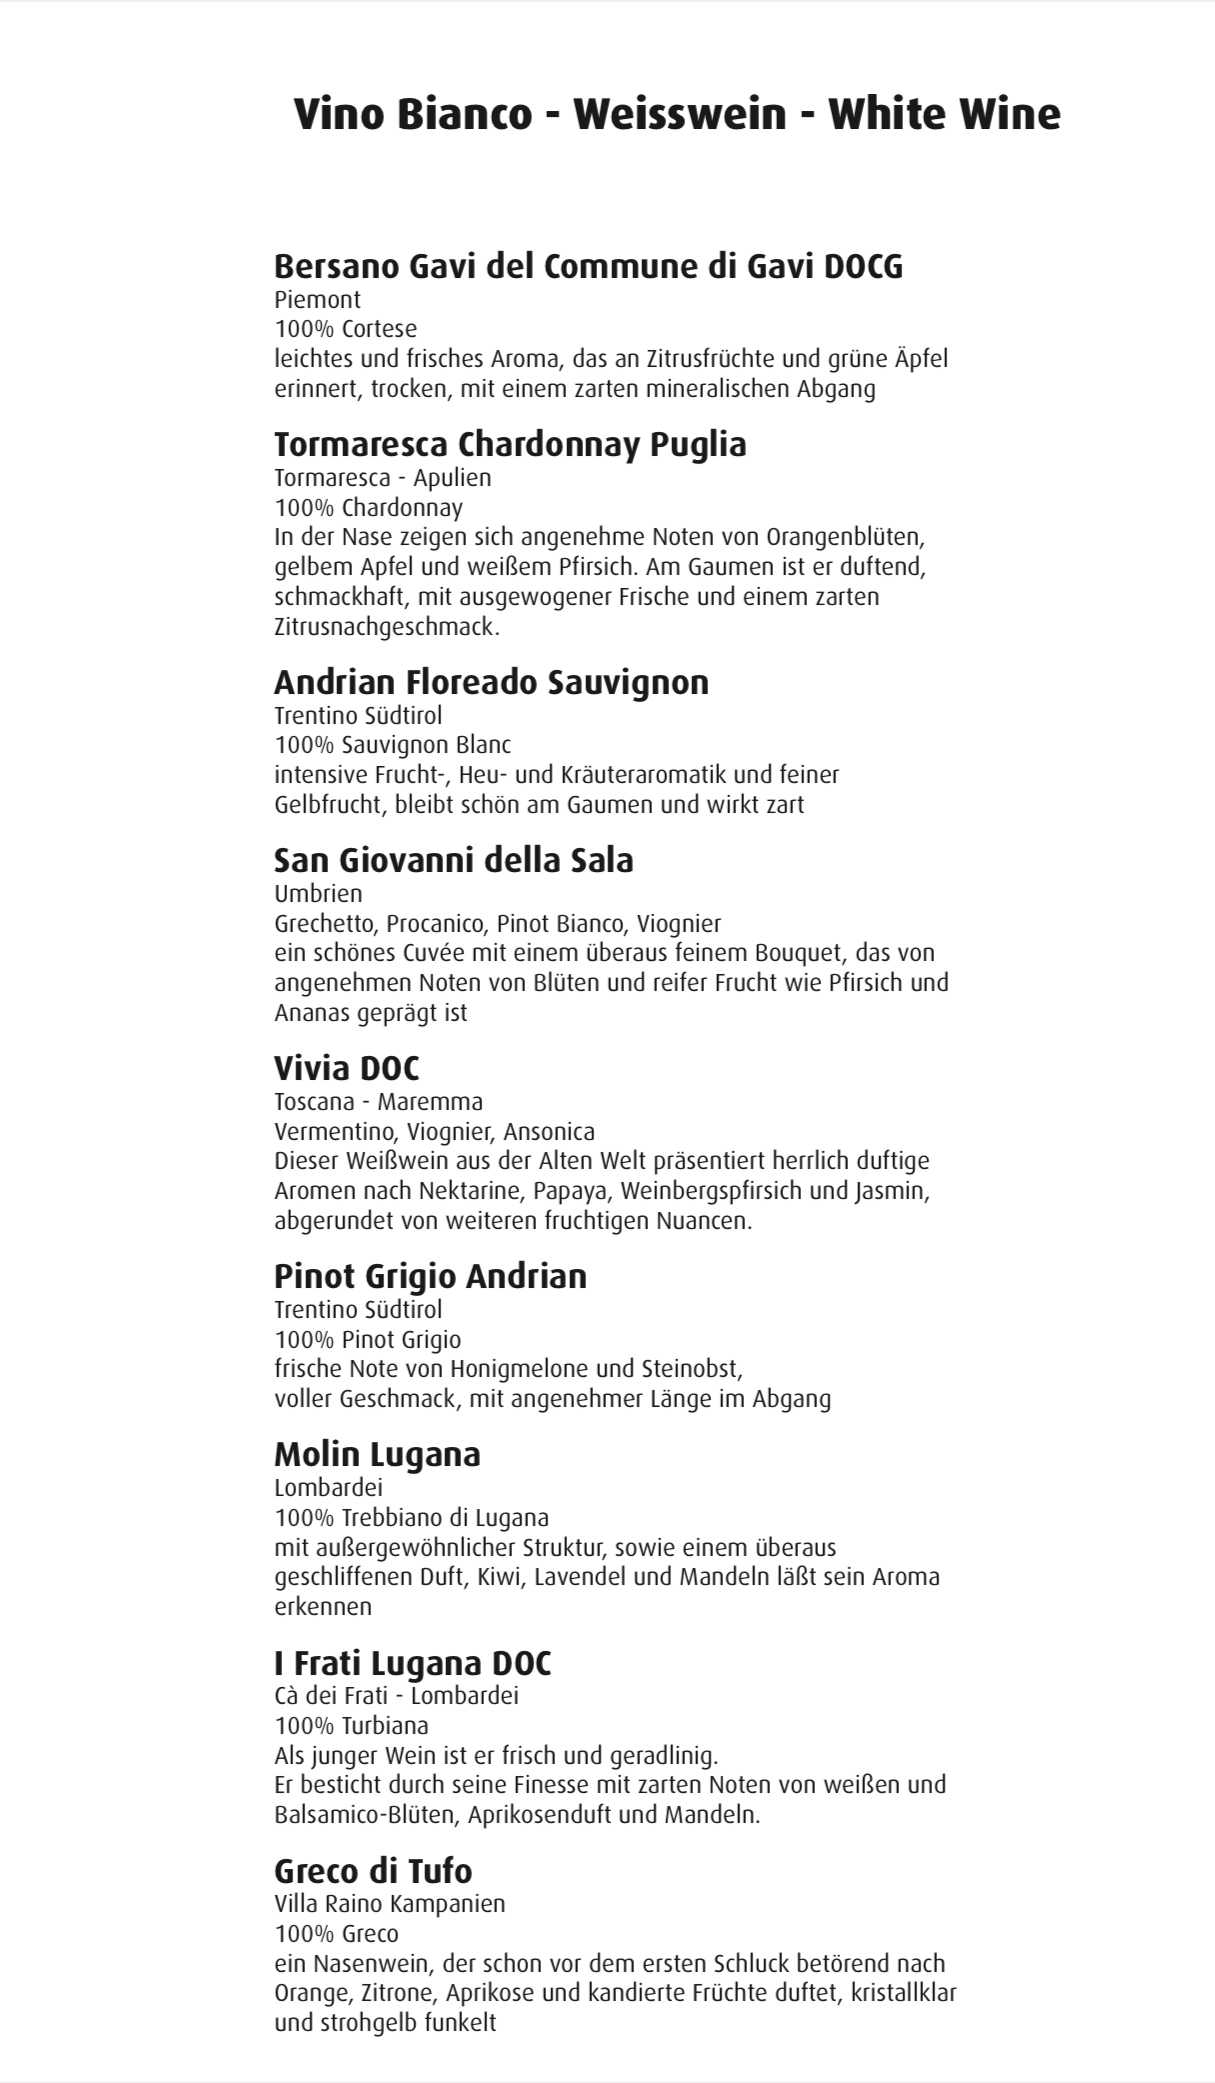 Vino Bianco - Weisswein - White Wine
Bersano Gavi del Commune di Gavi DOCG
Piemont
100% Cortese
leichtes und frisches Aroma, das an Zitrusfrüchte und grüne Äpfel
erinnert, trocken, mit einem zarten mineralischen Abgang
Tormaresca Chardonnay Puglia
Tormaresca - Apulien
100% Chardonnay
In der Nase zeigen sich angenehme Noten von Orangenblüten,
gelbem Apfel und weißem Pfirsich. Am Gaumen ist er duftend,
schmackhaft, mit ausgewogener Frische und einem zarten
Zitrusnachgeschmack.
Andrian Floreado Sauvignon
Trentino Südtirol
100% Sauvignon Blanc
intensive Frucht-, Heu- und Kräuteraromatik und feiner
Gelbfrucht, bleibt schön am Gaumen und wirkt zart
San Giovanni della Sala
Umbrien
Grechetto, Procanico, Pinot Bianco, Viognier
ein schönes Cuvée mit einem überaus feinem Bouquet, das von
angenehmen Noten von Blüten und reifer Frucht wie Pfirsich und
Ananas geprägt ist
Vivia DOC
Toscana - Maremma
Vermentino, Viognier, Ansonica
Dieser Weißwein aus der Alten Welt präsentiert herrlich duftige
Aromen nach Nektarine, Papaya, Weinbergspfirsich und Jasmin,
abgerundet von weiteren fruchtigen Nuancen.
Pinot Grigio Andrian
Trentino Südtirol
100% Pinot Grigio
frische Note von Honigmelone und Steinobst,
voller Geschmack, mit angenehmer Länge im Abgang
Molin Lugana
Lombardei
100% Trebbiano di Lugana
mit außergewöhnlicher Struktur, sowie einem überaus
geschliffenen Duft, Kiwi, Lavendel und Mandeln läßt sein Aroma
erkennen
I Frati Lugana DOC
Cà dei Frati - Lombardei
100% Turbiana
Als junger Wein ist er frisch und geradlinig.
Er besticht durch seine Finesse mit zarten Noten von weißen und
Balsamico-Blüten, Aprikosenduft und Mandeln.
Greco di Tufo
Villa Raino Kampanien
100% Greco
ein Nasenwein, der schon vor dem ersten Schluck betörend nach
Orange, Zitrone, Aprikose und kandierte Früchte duftet, kristallklar
und strohgelb funkelt